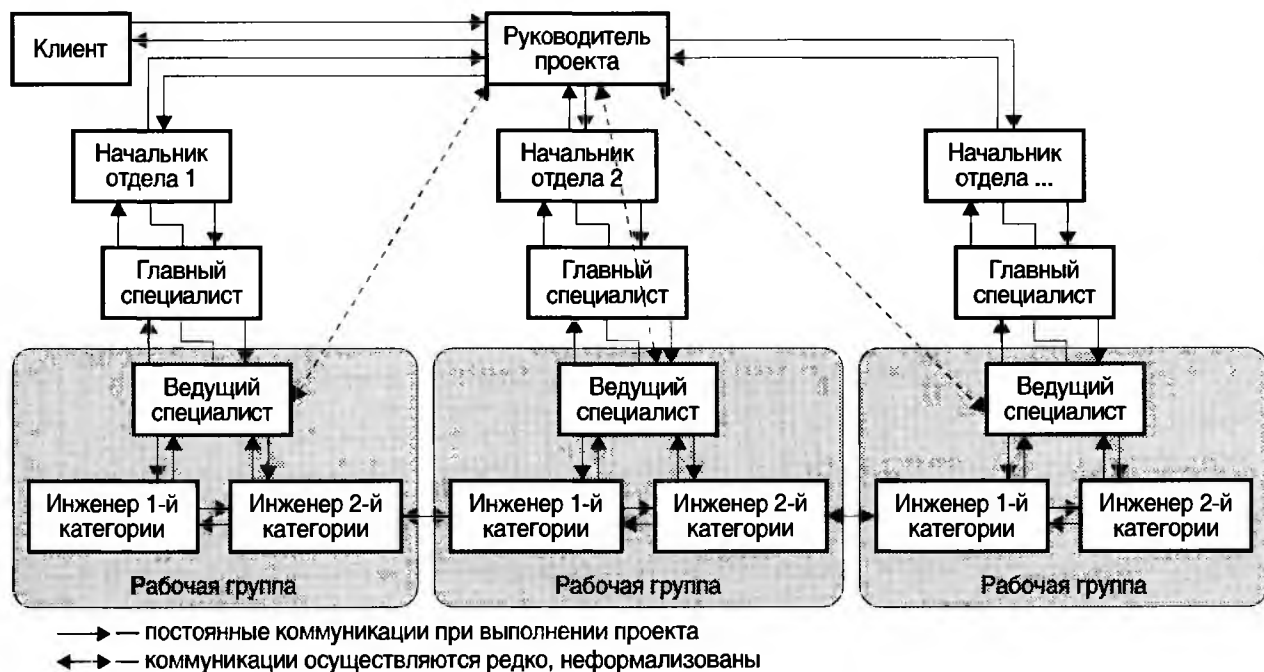 Клиент
Руководитель
проекта
Начальник
отдела 1
Начальник
отдела 2
Начальник
отдела ...
Главный
специалист
Главный
специалист
Главный
специалист
Ведущий
специалист
Ведущий
специалист
Ведущий
специалист
Инженер 1-й
категории
Инженер 2-й
категории
Инженер 1-й
категории
Инженер 2-й
категории
Инженер 1-й
категории
Инженер 2-й
категории
Рабочая группа
Рабочая группа
Рабочая группа
— постоянные коммуникации при выполнении проекта
— коммуникации осуществляются редко, неформализованы